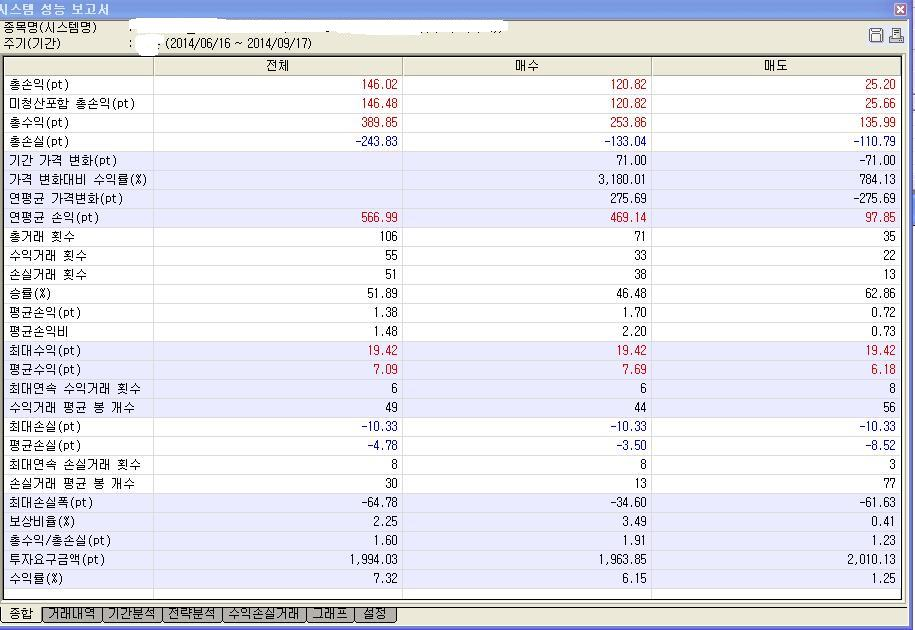 시스템 성능 보고서
종목명(시스템명) :
주기(기간) : (2014/06/16 ~ 2014/09/17)
전체 매수 매도
총손익(pt) 146.02 120.82 25.20
미청산포함 총손익(pt) 146.48 120.82 25.66
총수익(pt) 389.85 253.86 135.99
총손실(pt) -243.83 -133.04 -110.79
기간 가격 변화(pt) 71.00 -71.00
가격 변화대비 수익률(%) 3,180.01 784.13
연평균 가격변화(pt) 275.69 -275.69
연평균 손익(pt) 566.99 469.14 97.85
총거래 횟수 106 71 35
수익거래 횟수 55 33 22
손실거래 횟수 51 38 13
승률(%) 51.89 46.48 62.86
평균손익(pt) 1.38 1.70 0.72
평균손익비 1.48 2.20 0.73
최대수익(pt) 19.42 19.42 19.42
평균수익(pt) 7.09 7.69 6.18
최대연속 수익거래 횟수 6 6 8
수익거래 평균 봉 개수 49 44 56
최대손실(pt) -10.33 -10.33 -10.33
평균손실(pt) -4.78 -3.50 -8.52
최대연속 손실거래 횟수 8 8 3
손실거래 평균 봉 개수 30 13 77
최대손실폭(pt) -64.78 -34.60 -61.63
보상비율(%) 2.25 3.49 0.41
총수익/총손실(pt) 1.60 1.91 1.23
투자요구금액(pt) 1,994.03 1,963.85 2,010.13
수익률(%) 7.32 6.15 1.25
종합 거래내역 기간분석 전략분석 수익손실거래 그래프 설정